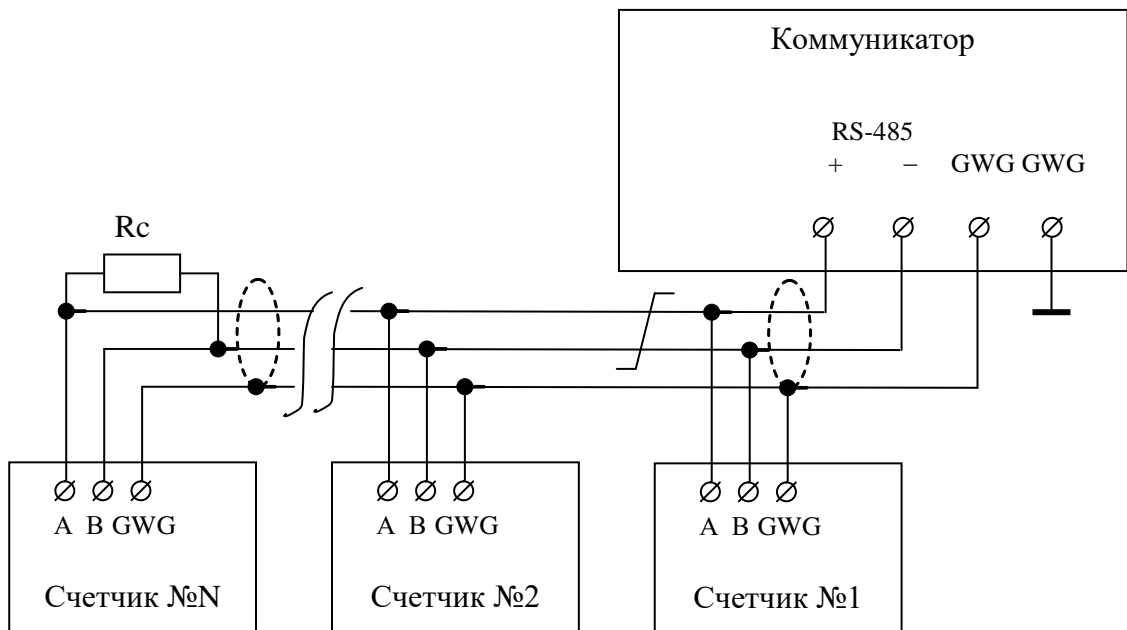 Коммуникатор
RS-485
+ − GWG GWG
Rc
A B GWG
A B GWG
A B GWG
Счетчик №N
Счетчик №2
Счетчик №1